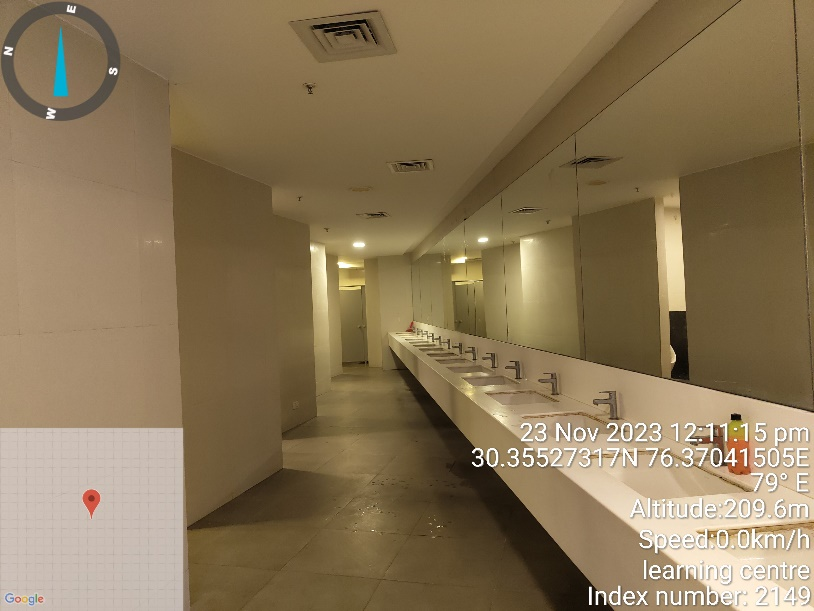 E
N
S
W
23 Nov 2023 12:11:15 pm
30.35527317N 76.37041505E
79° E
Altitude:209.6m
Speed:0.0km/h
learning centre
Index number: 2149
Google